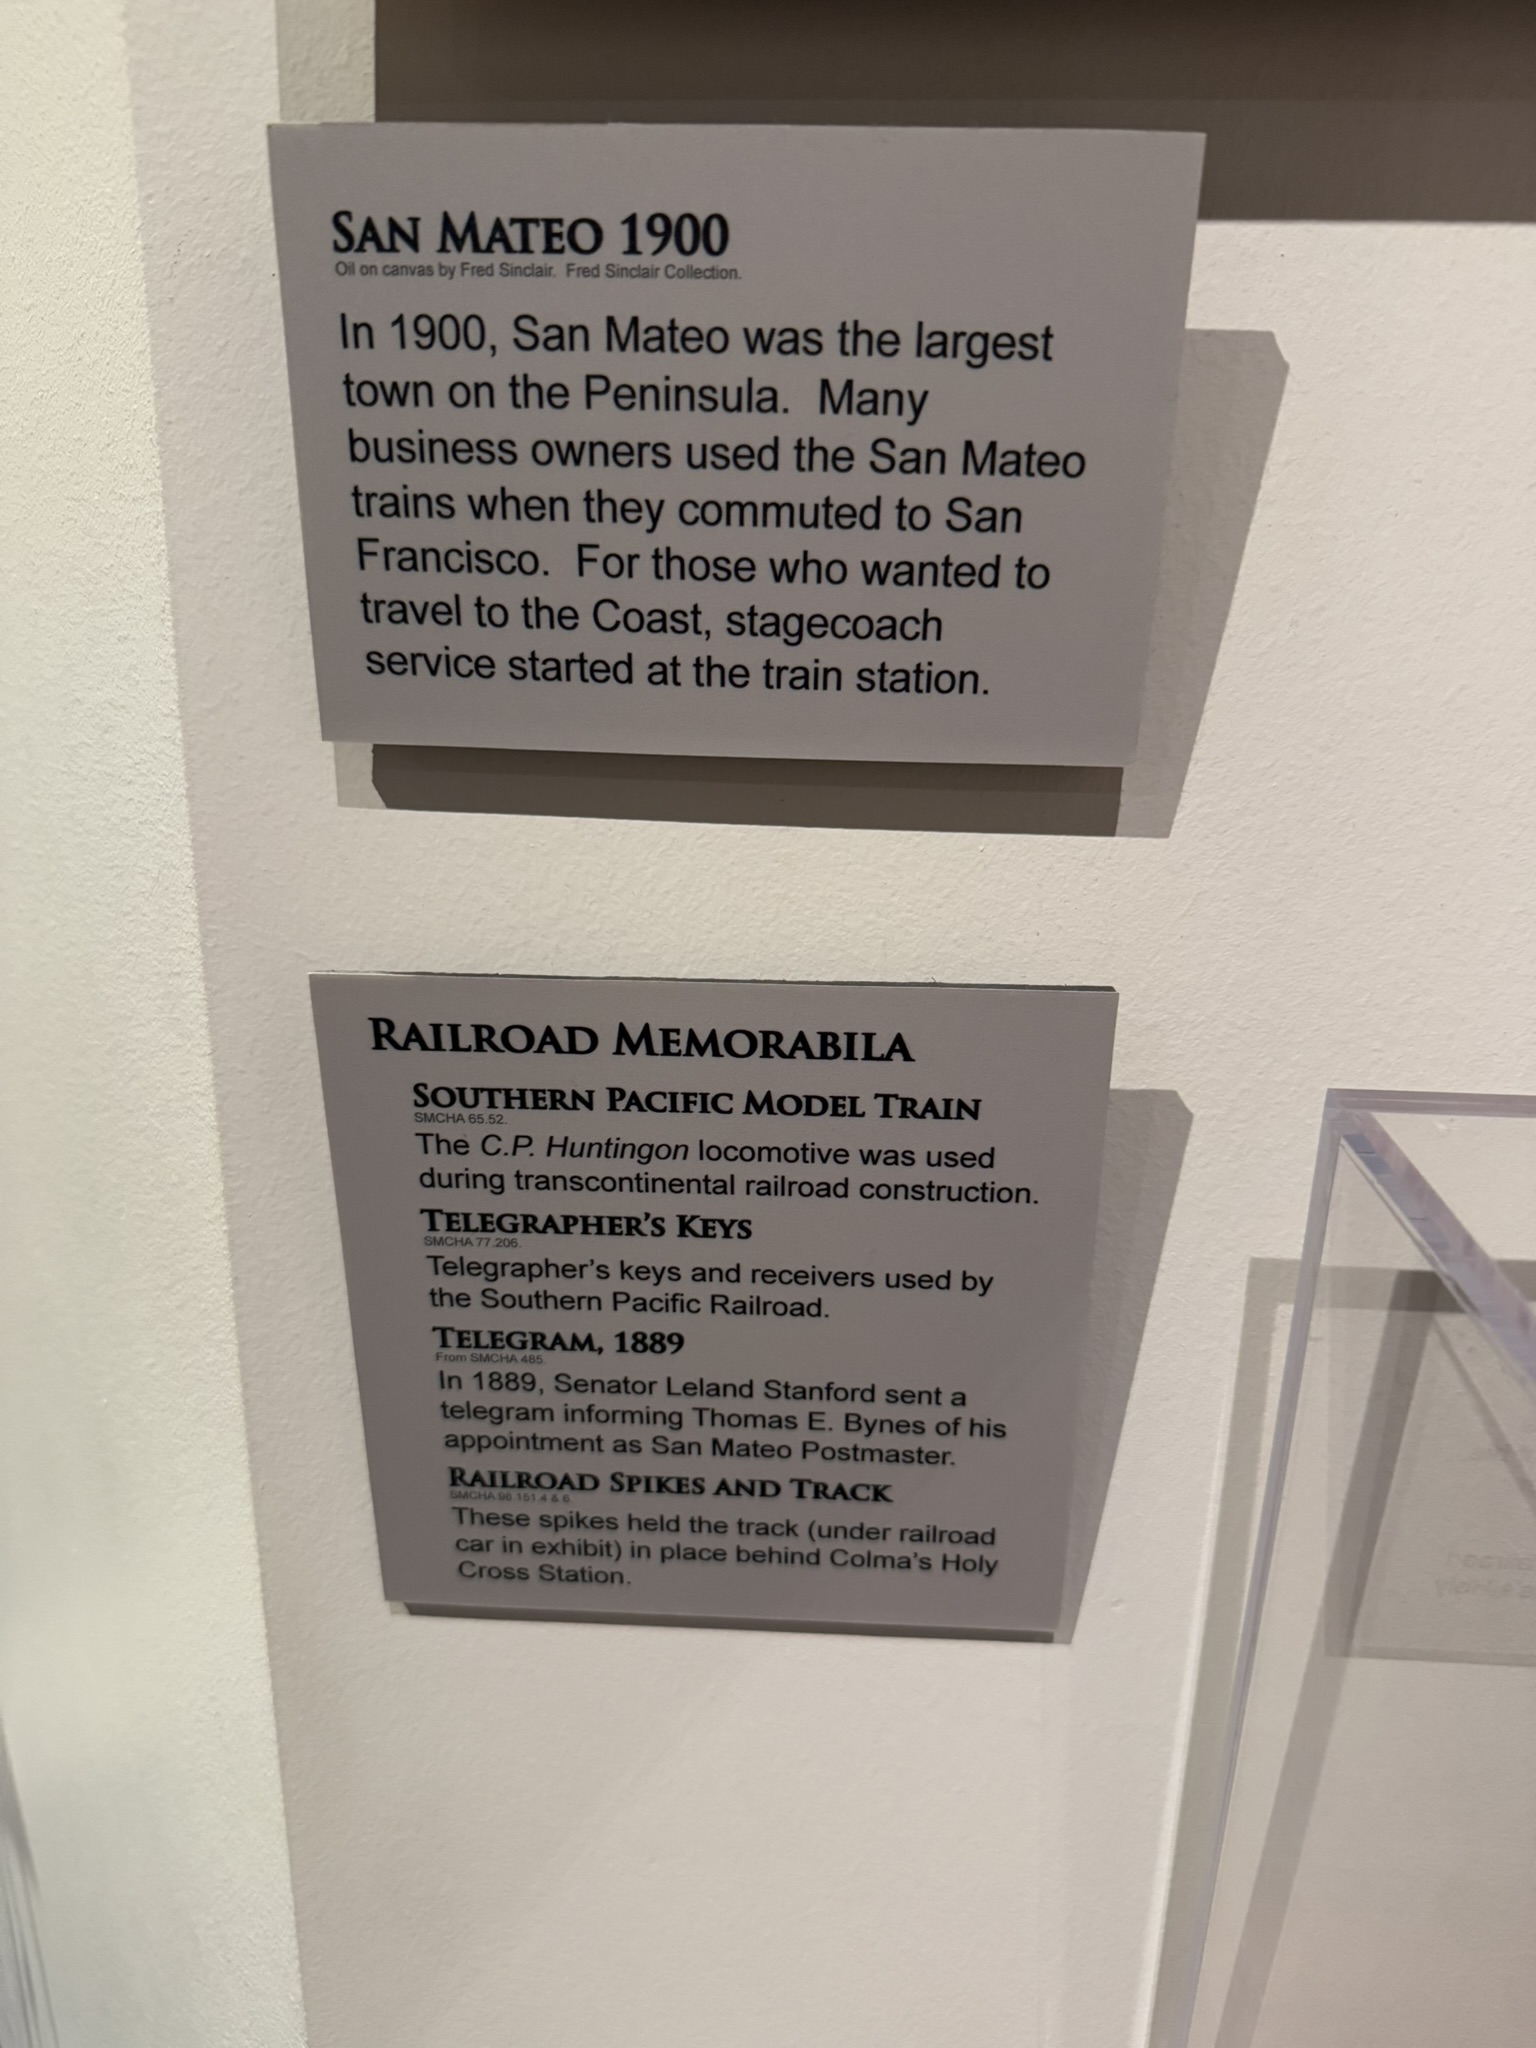 SAN MATEO 1900
Oil on canvas by Fred Sinclair. Fred Sinclair Collection.
In 1900, San Mateo was the largest
town on the Peninsula. Many
business owners used the San Mateo
trains when they commuted to San
Francisco. For those who wanted to
travel to the Coast, stagecoach
service started at the train station.
RAILROAD MEMORABILA
SOUTHERN PACIFIC MODEL TRAIN
SMCHA 65.52.
The C.P. Huntingon locomotive was used
during transcontinental railroad construction.
TELEGRAPHER'S KEYS
SMCHA 77.206.
Telegrapher's keys and receivers used by
the Southern Pacific Railroad.
TELEGRAM, 1889
From SMCHA 485.
In 1889, Senator Leland Stanford sent a
telegram informing Thomas E. Bynes of his
appointment as San Mateo Postmaster.
RAILROAD SPIKES AND TRACK
SMCHA 96.151.4 & 6.
These spikes held the track (under railroad
car in exhibit) in place behind Colma's Holy
Cross Station.